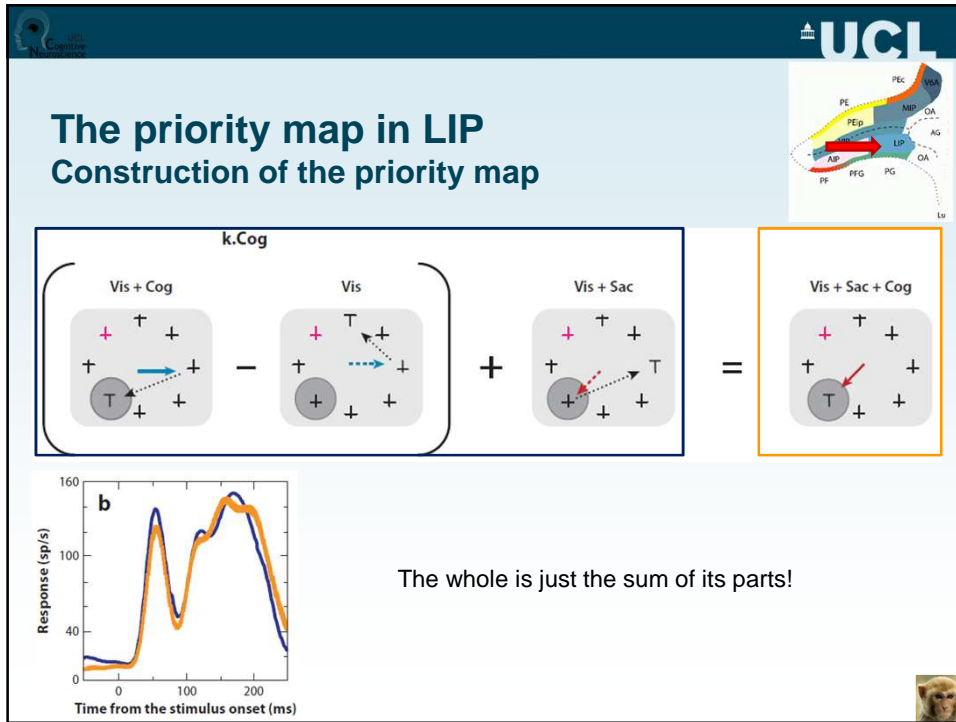 UCL
Cognitive
Neuroscience
UCL
The priority map in LIP
Construction of the priority map
PEc
V6A
PE
MIP
OA
PEip
AG
VIP
LIP
AIP
OA
PF
PFG
PG
Lu
k.Cog
Vis + Cog
Vis
Vis + Sac
Vis + Sac + Cog
T
T
T
T
−
+
=
160
b
100
40
0
Response (sp/s)
0 100 200
Time from the stimulus onset (ms)
The whole is just the sum of its parts!